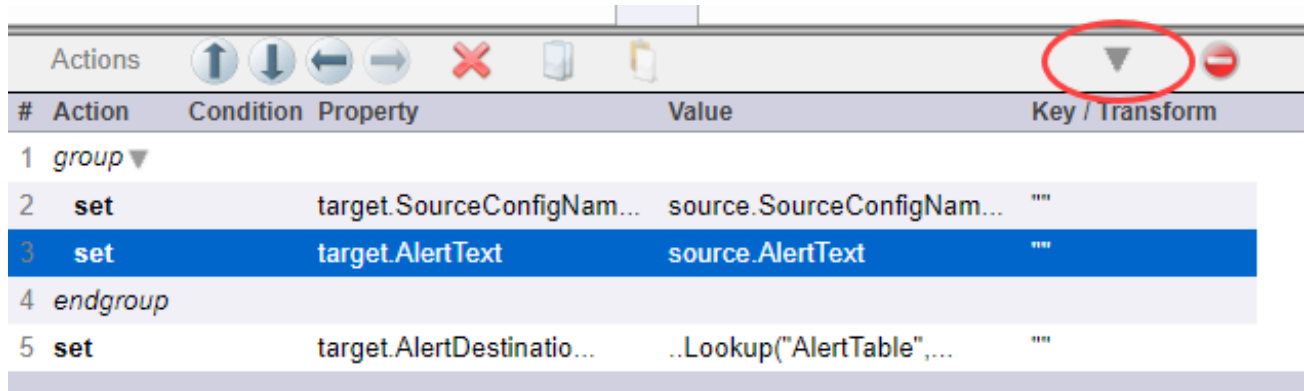 Actions
# Action Condition Property Value Key / Transform
1 group
2 set target.SourceConfigNam... source.SourceConfigNam... ""
3 set target.AlertText source.AlertText ""
4 endgroup
5 set target.AlertDestinatio... ..Lookup("AlertTable",... ""